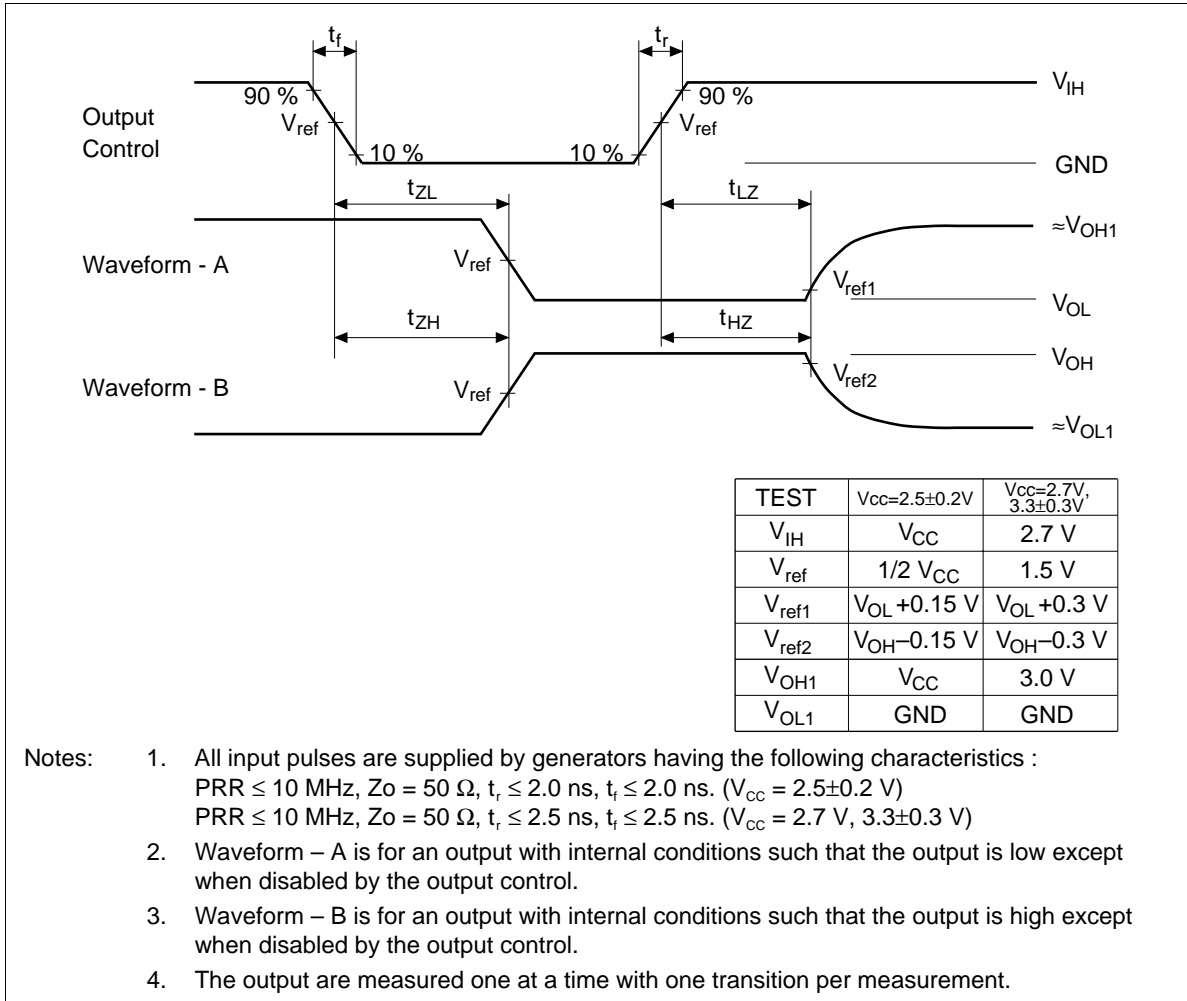 tf
tr
90 %
90 %
VIH
Output
Control
Vref
Vref
10 %
10 %
GND
tZL
tLZ
≈VOH1
Waveform - A
Vref
Vref1
VOL
tZH
tHZ
VOH
Waveform - B
Vref
Vref2
≈VOL1
TEST Vcc=2.5±0.2V Vcc=2.7V, 3.3±0.3V
VIH VCC 2.7 V
Vref 1/2 VCC 1.5 V
Vref1 VOL +0.15 V VOL +0.3 V
Vref2 VOH–0.15 V VOH–0.3 V
VOH1 VCC 3.0 V
VOL1 GND GND
Notes: 1. All input pulses are supplied by generators having the following characteristics :
PRR ≤ 10 MHz, Zo = 50 Ω, tr ≤ 2.0 ns, tf ≤ 2.0 ns. (VCC = 2.5±0.2 V)
PRR ≤ 10 MHz, Zo = 50 Ω, tr ≤ 2.5 ns, tf ≤ 2.5 ns. (VCC = 2.7 V, 3.3±0.3 V)
2. Waveform – A is for an output with internal conditions such that the output is low except
when disabled by the output control.
3. Waveform – B is for an output with internal conditions such that the output is high except
when disabled by the output control.
4. The output are measured one at a time with one transition per measurement.